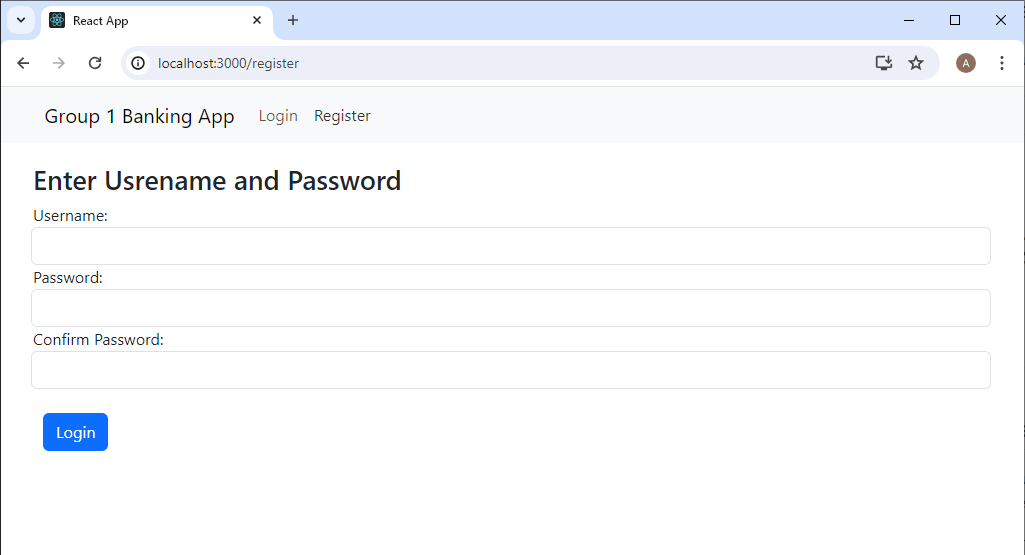 React App
localhost:3000/register
A
Group 1 Banking App Login Register
Enter Usrename and Password
Username:
Password:
Confirm Password:
Login